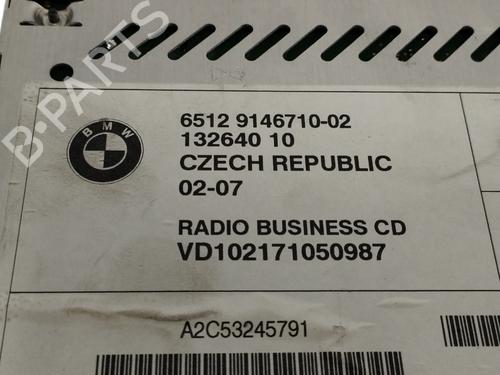 BMW
6512 9146710-02
132640 10
CZECH REPUBLIC
02-07
RADIO BUSINESS CD
VD102171050987
A2C53245791
B-PARTS